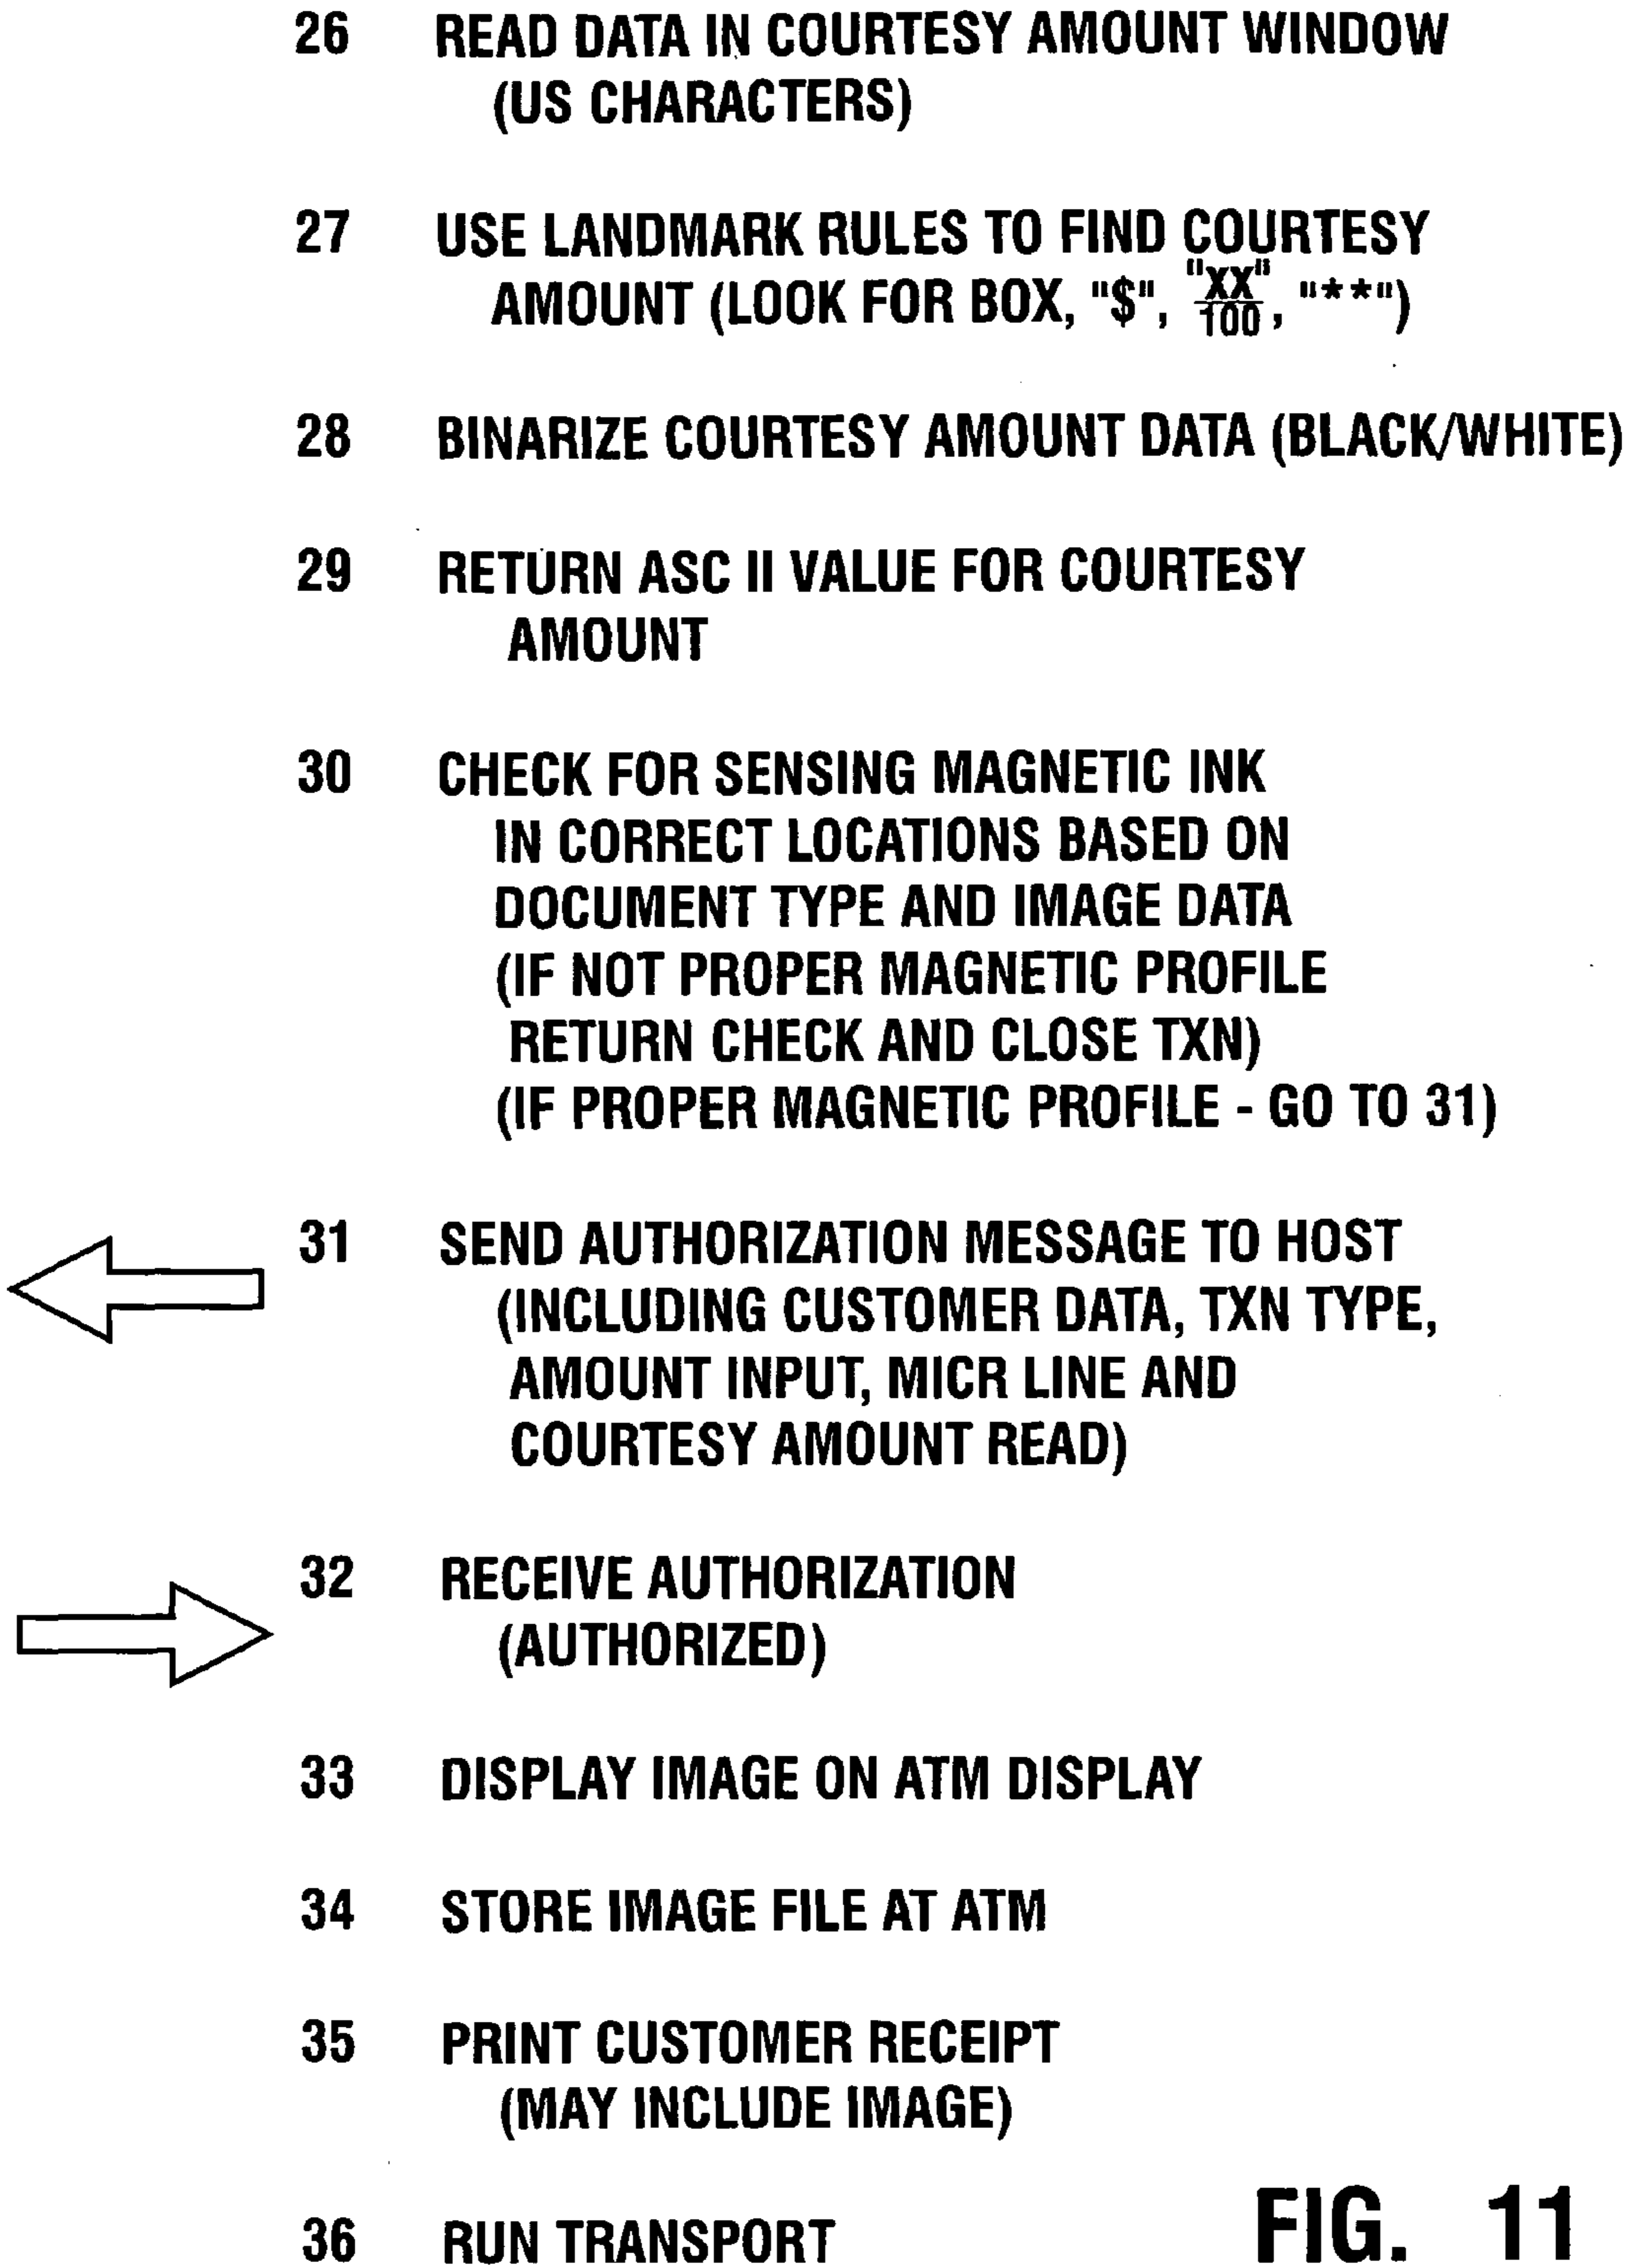 26 READ DATA IN COURTESY AMOUNT WINDOW
(US CHARACTERS)
27 USE LANDMARK RULES TO FIND COURTESY
AMOUNT (LOOK FOR BOX, "$", "XX"/100, "**")
28 BINARIZE COURTESY AMOUNT DATA (BLACK/WHITE)
29 RETURN ASC II VALUE FOR COURTESY
AMOUNT
30 CHECK FOR SENSING MAGNETIC INK
IN CORRECT LOCATIONS BASED ON
DOCUMENT TYPE AND IMAGE DATA
(IF NOT PROPER MAGNETIC PROFILE
RETURN CHECK AND CLOSE TXN)
(IF PROPER MAGNETIC PROFILE - GO TO 31)
31 SEND AUTHORIZATION MESSAGE TO HOST
(INCLUDING CUSTOMER DATA, TXN TYPE,
AMOUNT INPUT, MICR LINE AND
COURTESY AMOUNT READ)
32 RECEIVE AUTHORIZATION
(AUTHORIZED)
33 DISPLAY IMAGE ON ATM DISPLAY
34 STORE IMAGE FILE AT ATM
35 PRINT CUSTOMER RECEIPT
(MAY INCLUDE IMAGE)
36 RUN TRANSPORT
FIG. 11